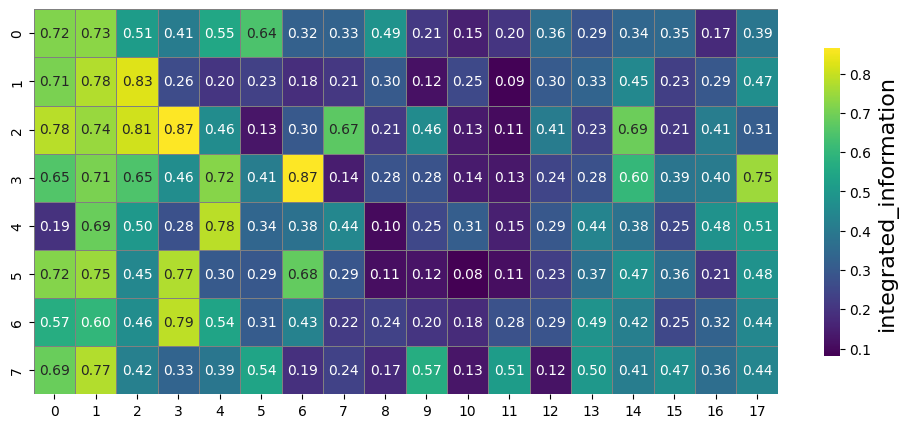 0 0.72 0.73 0.51 0.41 0.55 0.64 0.32 0.33 0.49 0.21 0.15 0.20 0.36 0.29 0.34 0.35 0.17 0.39
1 0.71 0.78 0.83 0.26 0.20 0.23 0.18 0.21 0.30 0.12 0.25 0.09 0.30 0.33 0.45 0.23 0.29 0.47
2 0.78 0.74 0.81 0.87 0.46 0.13 0.30 0.67 0.21 0.46 0.13 0.11 0.41 0.23 0.69 0.21 0.41 0.31
3 0.65 0.71 0.65 0.46 0.72 0.41 0.87 0.14 0.28 0.28 0.14 0.13 0.24 0.28 0.60 0.39 0.40 0.75
4 0.19 0.69 0.50 0.28 0.78 0.34 0.38 0.44 0.10 0.25 0.31 0.15 0.29 0.44 0.38 0.25 0.48 0.51
5 0.72 0.75 0.45 0.77 0.30 0.29 0.68 0.29 0.11 0.12 0.08 0.11 0.23 0.37 0.47 0.36 0.21 0.48
6 0.57 0.60 0.46 0.79 0.54 0.31 0.43 0.22 0.24 0.20 0.18 0.28 0.29 0.49 0.42 0.25 0.32 0.44
7 0.69 0.77 0.42 0.33 0.39 0.54 0.19 0.24 0.17 0.57 0.13 0.51 0.12 0.50 0.41 0.47 0.36 0.44
0 1 2 3 4 5 6 7 8 9 10 11 12 13 14 15 16 17
0.8
0.7
0.6
0.5
0.4
0.3
0.2
0.1
integrated_information